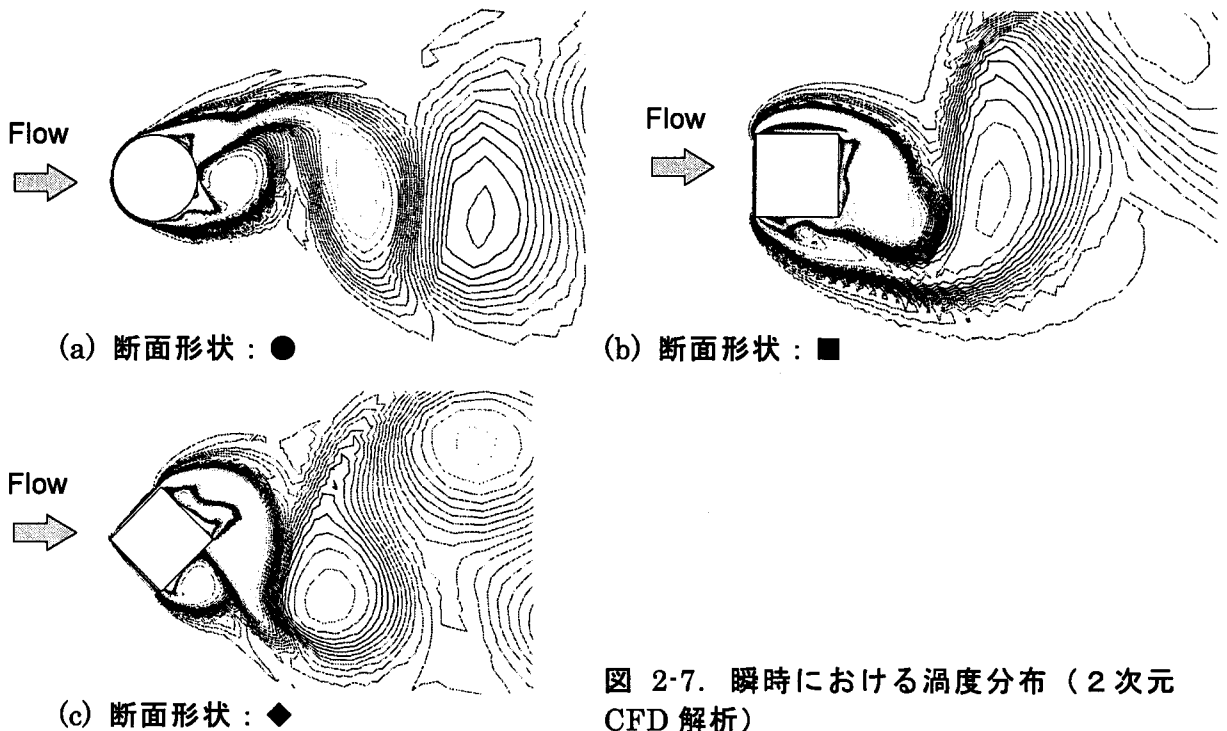 Flow
(a) 断面形状：●
Flow
(b) 断面形状：■
Flow
(c) 断面形状：◆
図 2-7. 瞬時における渦度分布（２次元
CFD 解析）